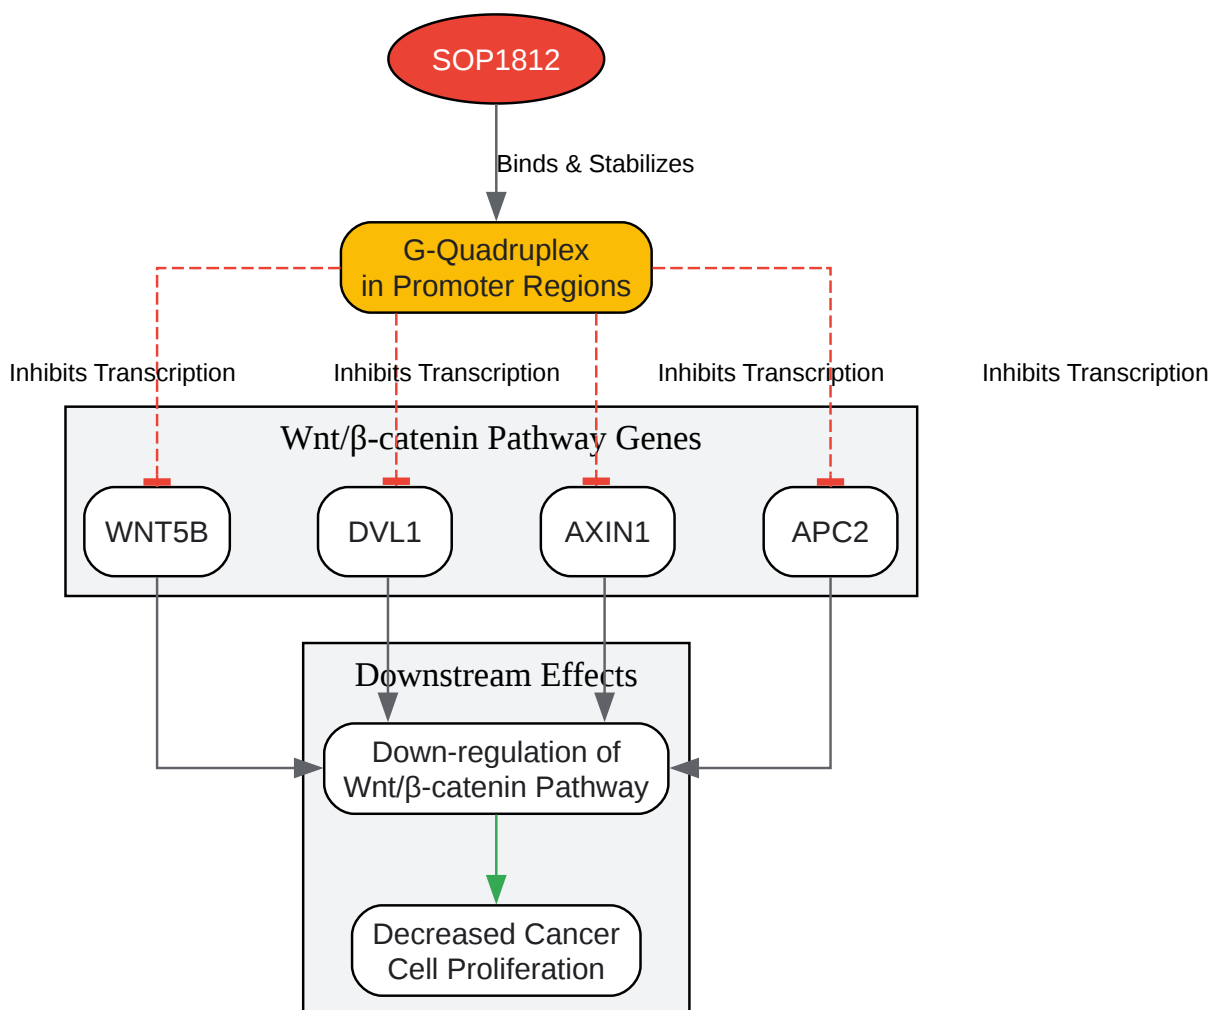 SOP1812
Binds & Stabilizes
G-Quadruplex
in Promoter Regions
Inhibits Transcription
Inhibits Transcription
Inhibits Transcription
Inhibits Transcription
Wnt/β-catenin Pathway Genes
WNT5B
DVL1
AXIN1
APC2
Downstream Effects
Down-regulation of
Wnt/β-catenin Pathway
Decreased Cancer
Cell Proliferation